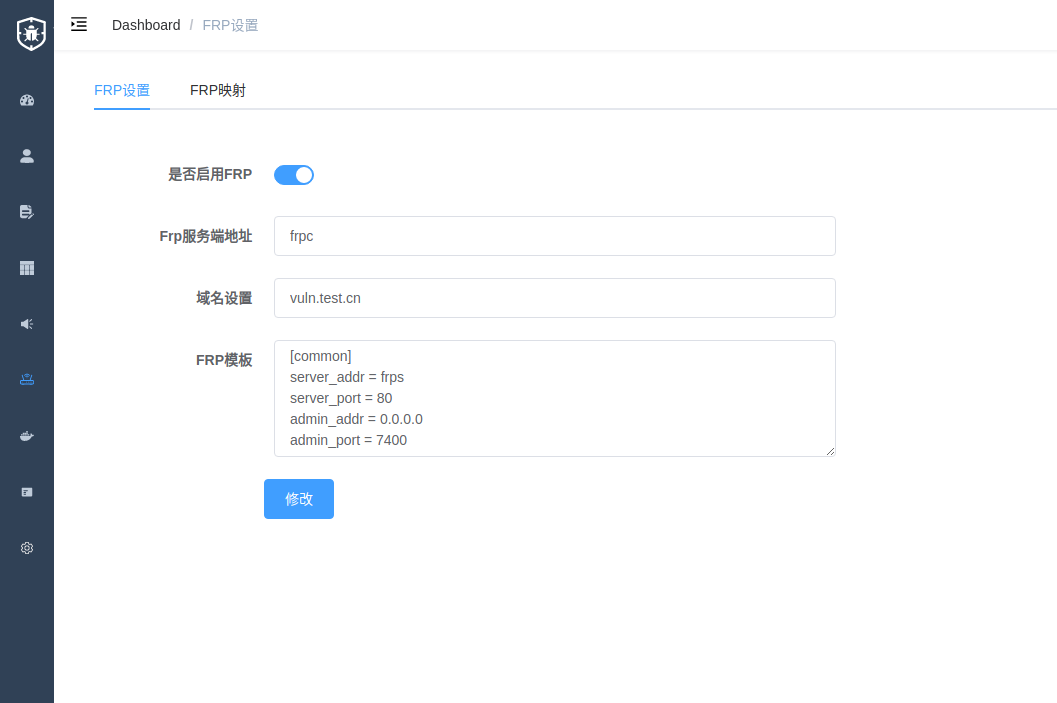 Dashboard / FRP设置
FRP设置 FRP映射
是否启用FRP
Frp服务端地址 frpc
域名设置 vuln.test.cn
FRP模板 [common]
server_addr = frps
server_port = 80
admin_addr = 0.0.0.0
admin_port = 7400
修改